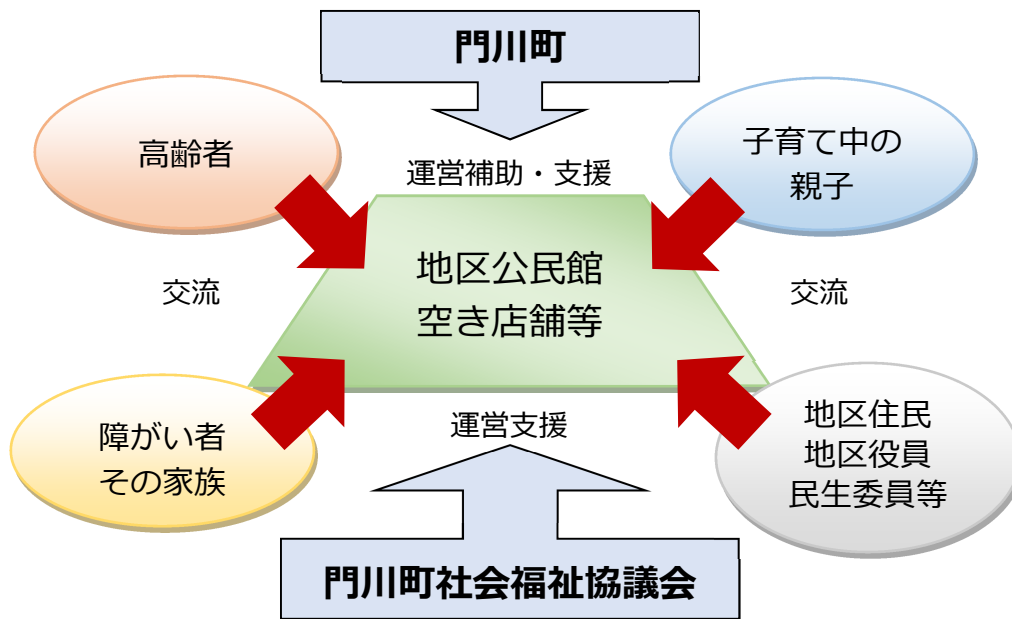 門川町
高齢者
子育て中の
親子
運営補助・支援
地区公民館
空き店舗等
交流
交流
障がい者
その家族
運営支援
地区住民
地区役員
民生委員等
門川町社会福祉協議会